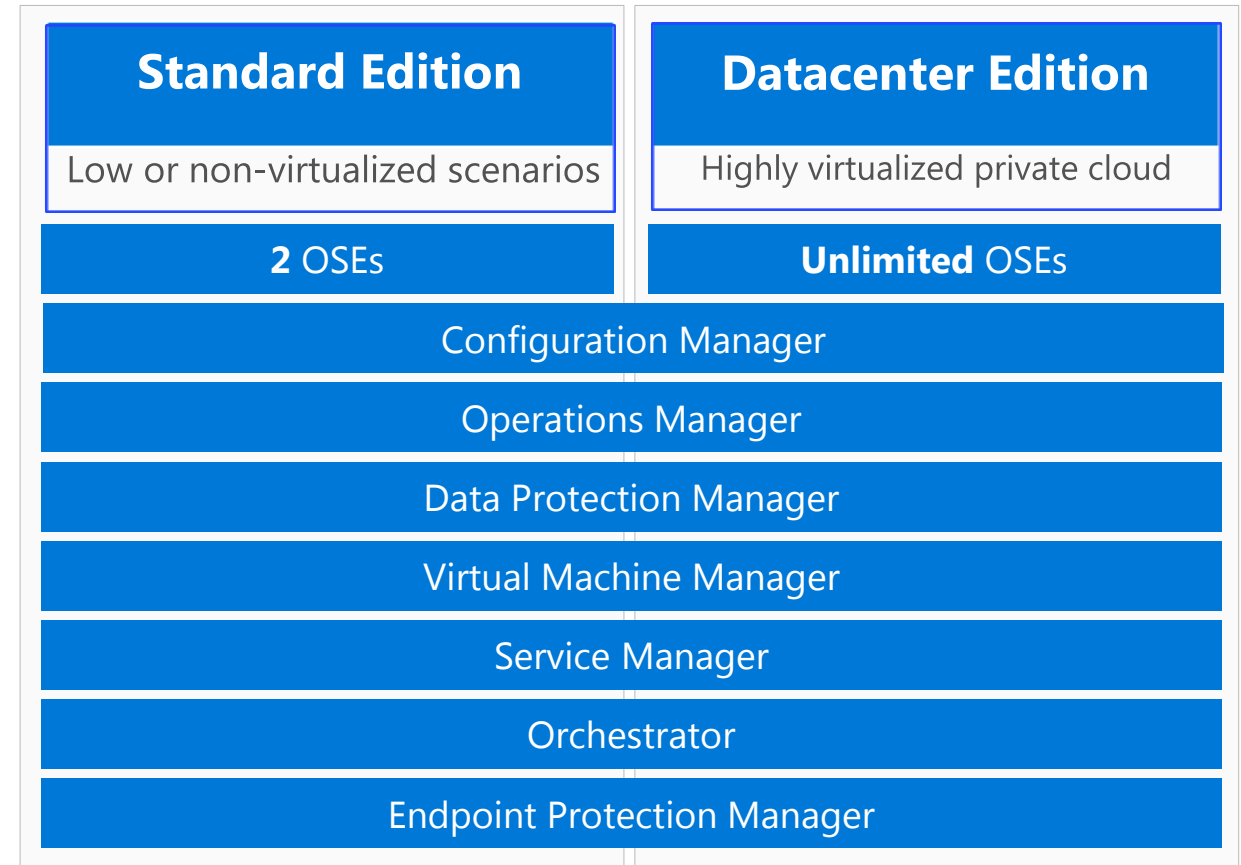 Standard Edition
Low or non-virtualized scenarios
2 OSEs
Datacenter Edition
Highly virtualized private cloud
Unlimited OSEs
Configuration Manager
Operations Manager
Data Protection Manager
Virtual Machine Manager
Service Manager
Orchestrator
Endpoint Protection Manager